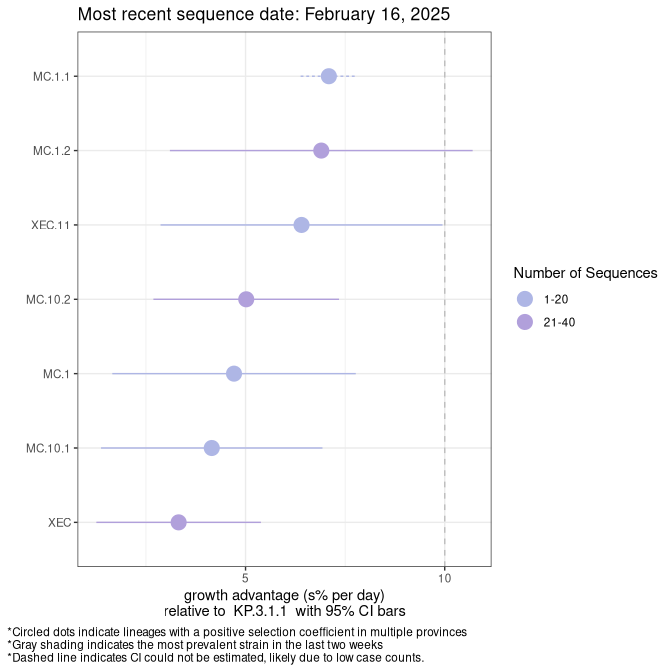 Most recent sequence date: February 16, 2025
MC.1.1
MC.1.2
XEC.11
MC.10.2
MC.1
MC.10.1
XEC
5
10
growth advantage (s% per day)
relative to  KP.3.1.1  with 95% CI bars
Number of Sequences
1-20
21-40
*Circled dots indicate lineages with a positive selection coefficient in multiple provinces
*Gray shading indicates the most prevalent strain in the last two weeks
*Dashed line indicates CI could not be estimated, likely due to low case counts.